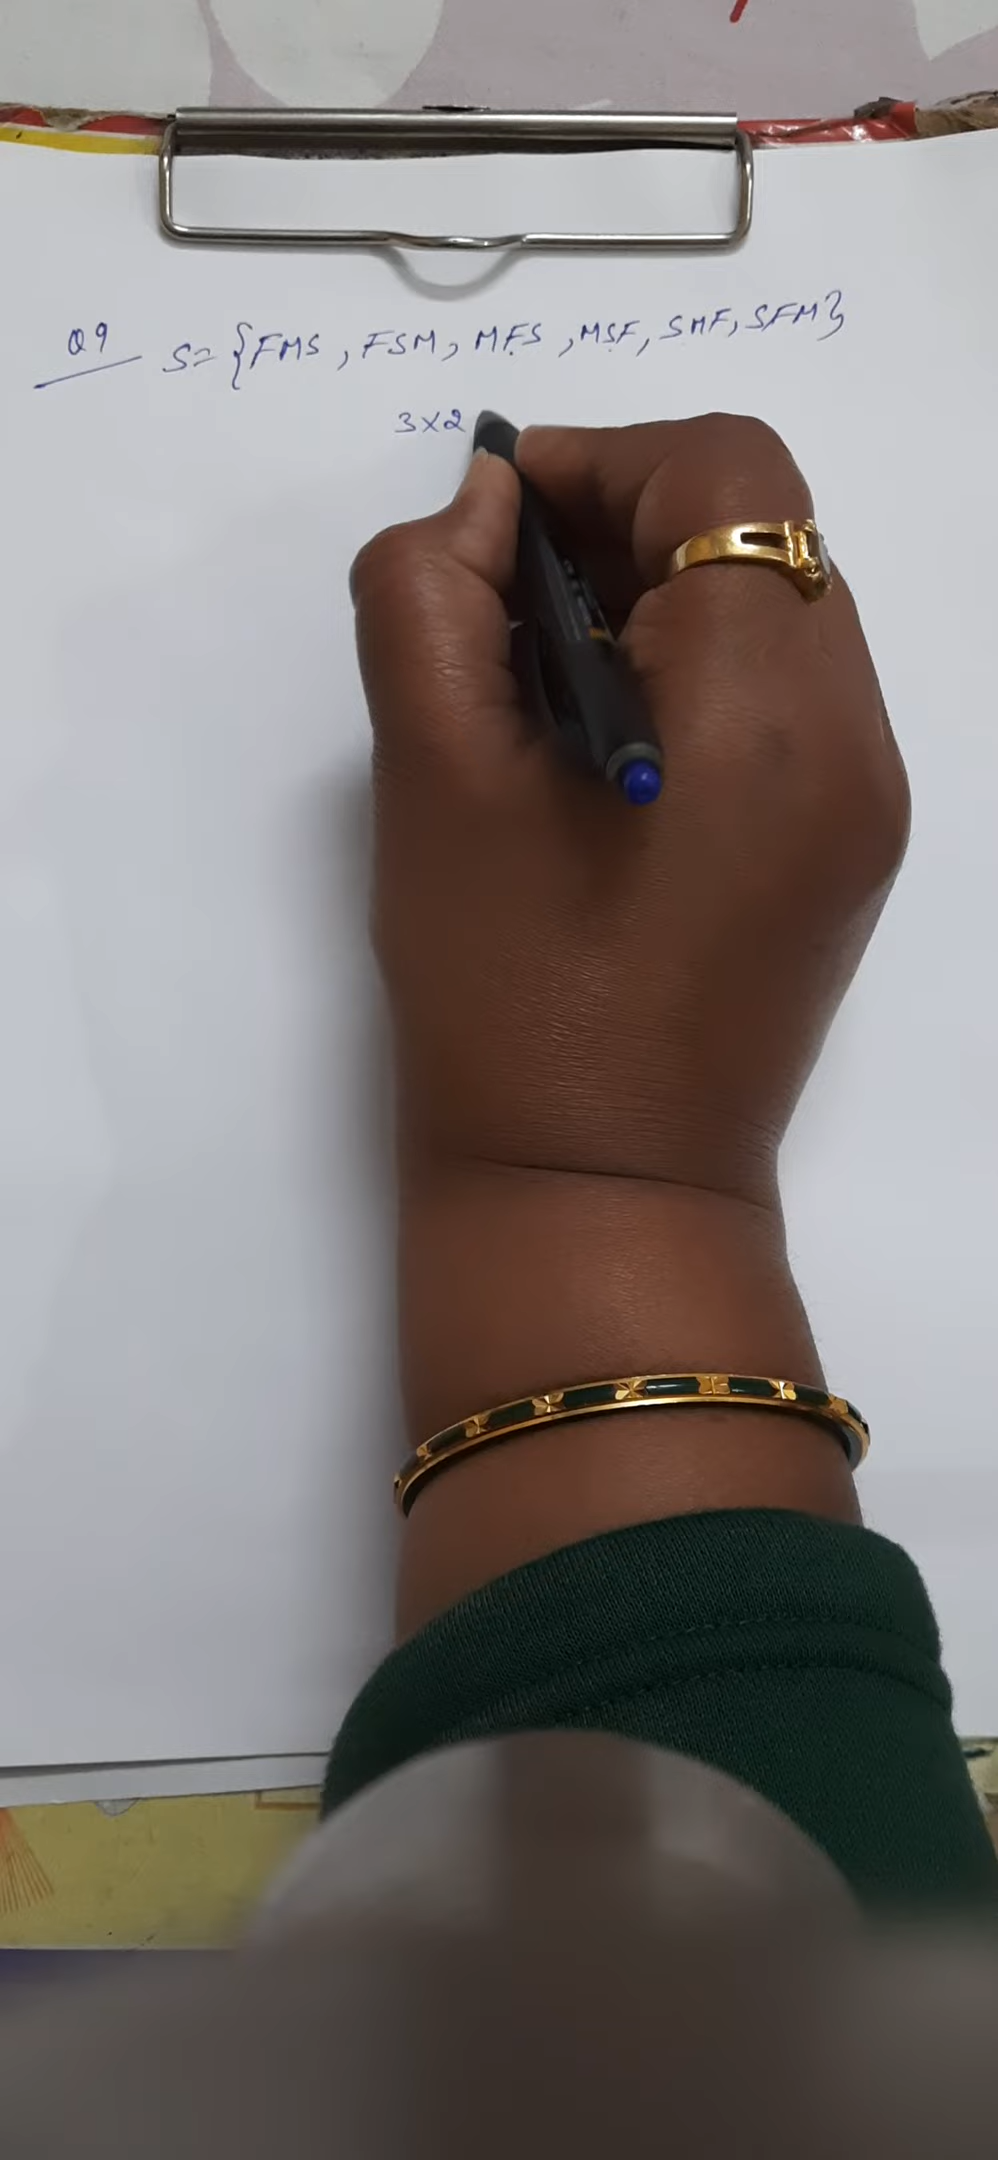 Q9 S= {FMS, FSM, MFS, MSF, SMF, SFM}
3×2